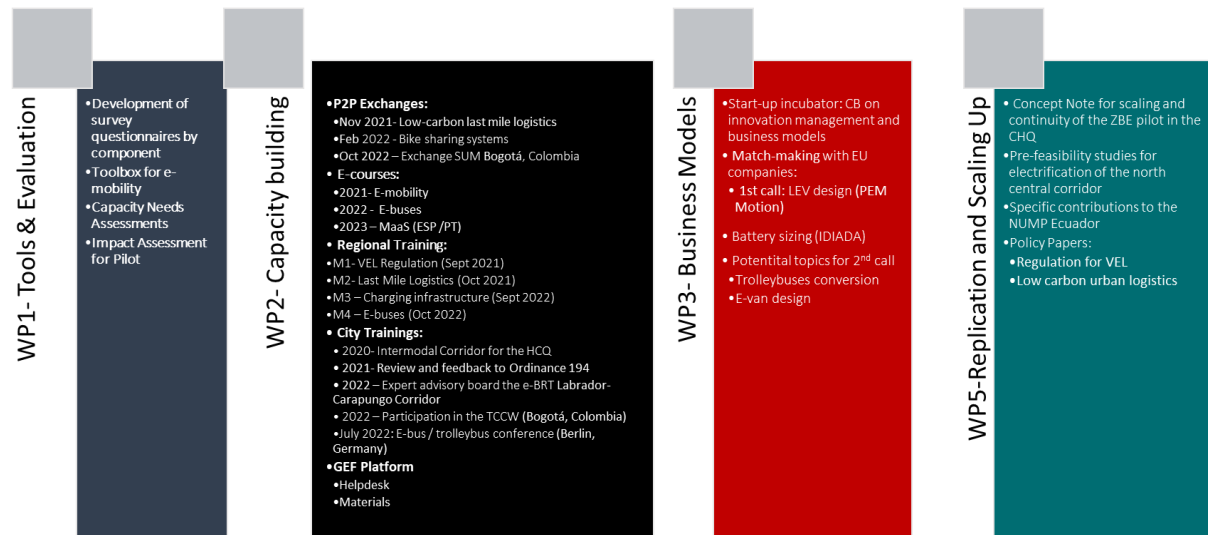 WP1- Tools & Evaluation
•Development of
survey
questionnaires by
component
•Toolbox for e-
mobility
•Capacity Needs
Assessments
•Impact Assessment
for Pilot
WP2- Capacity building
•P2P Exchanges:
•Nov 2021- Low-carbon last mile logistics
•Feb 2022 - Bike sharing systems
•Oct 2022 – Exchange SUM Bogotá, Colombia
• E-courses:
•2021- E-mobility
•2022 - E-buses
•2023 – MaaS (ESP /PT)
• Regional Training:
•M1- VEL Regulation (Sept 2021)
•M2- Last Mile Logistics (Oct 2021)
•M3 – Charging infrastructure (Sept 2022)
•M4 – E-buses (Oct 2022)
• City Trainings:
• 2020- Intermodal Corridor for the HCQ
• 2021- Review and feedback to Ordinance 194
• 2022 – Expert advisory board the e-BRT Labrador-
Carapungo Corridor
• 2022 – Participation in the TCCW (Bogotá, Colombia)
•July 2022: E-bus / trolleybus conference (Berlin,
Germany)
•GEF Platform
•Helpdesk
•Materials
WP3- Business Models
•Start-up incubator: CB on
innovation management and
business models
•Match-making with EU
companies:
• 1st call: LEV design (PEM
Motion)
• Battery sizing (IDIADA)
• Potentital topics for 2nd call
•Trolleybuses conversion
•E-van design
WP5-Replication and Scaling Up
• Concept Note for scaling and
continuity of the ZBE pilot in the
CHQ
•Pre-feasibility studies for
electrification of the north
central corridor
•Specific contributions to the
NUMP Ecuador
•Policy Papers:
•Regulation for VEL
•Low carbon urban logistics